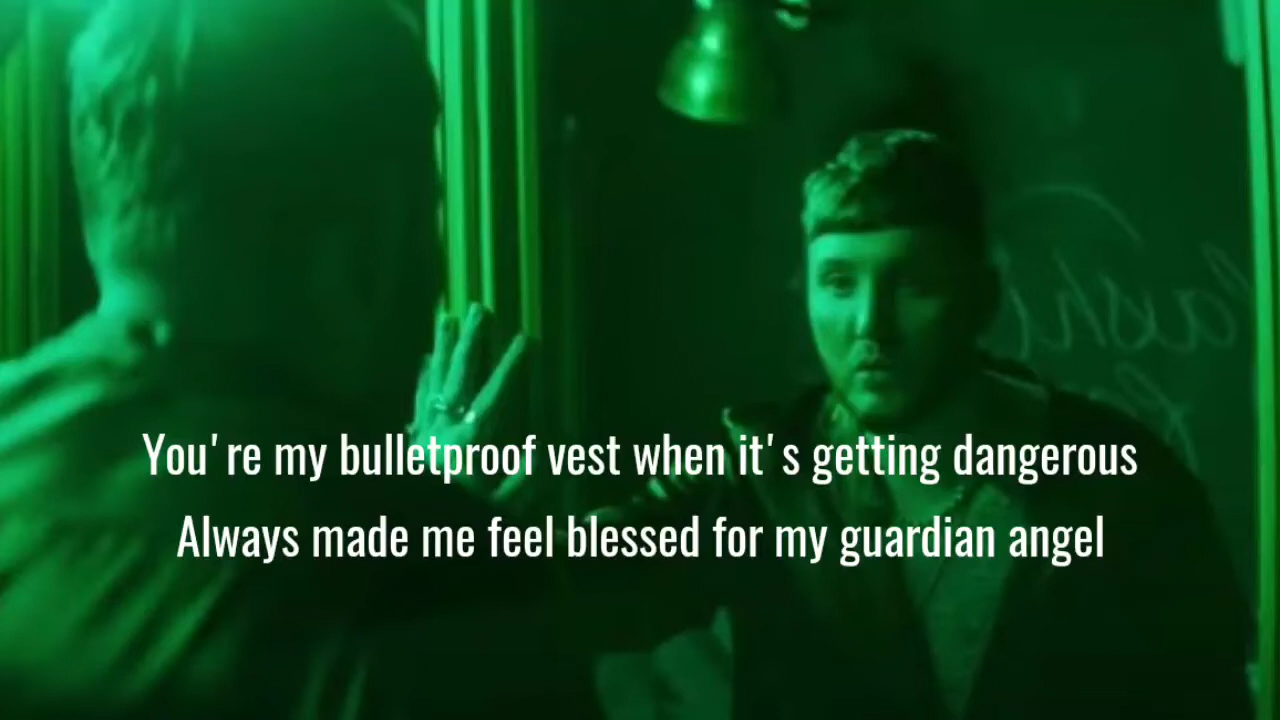 You're my bulletproof vest when it's getting dangerous
Always made me feel blessed for my guardian angel